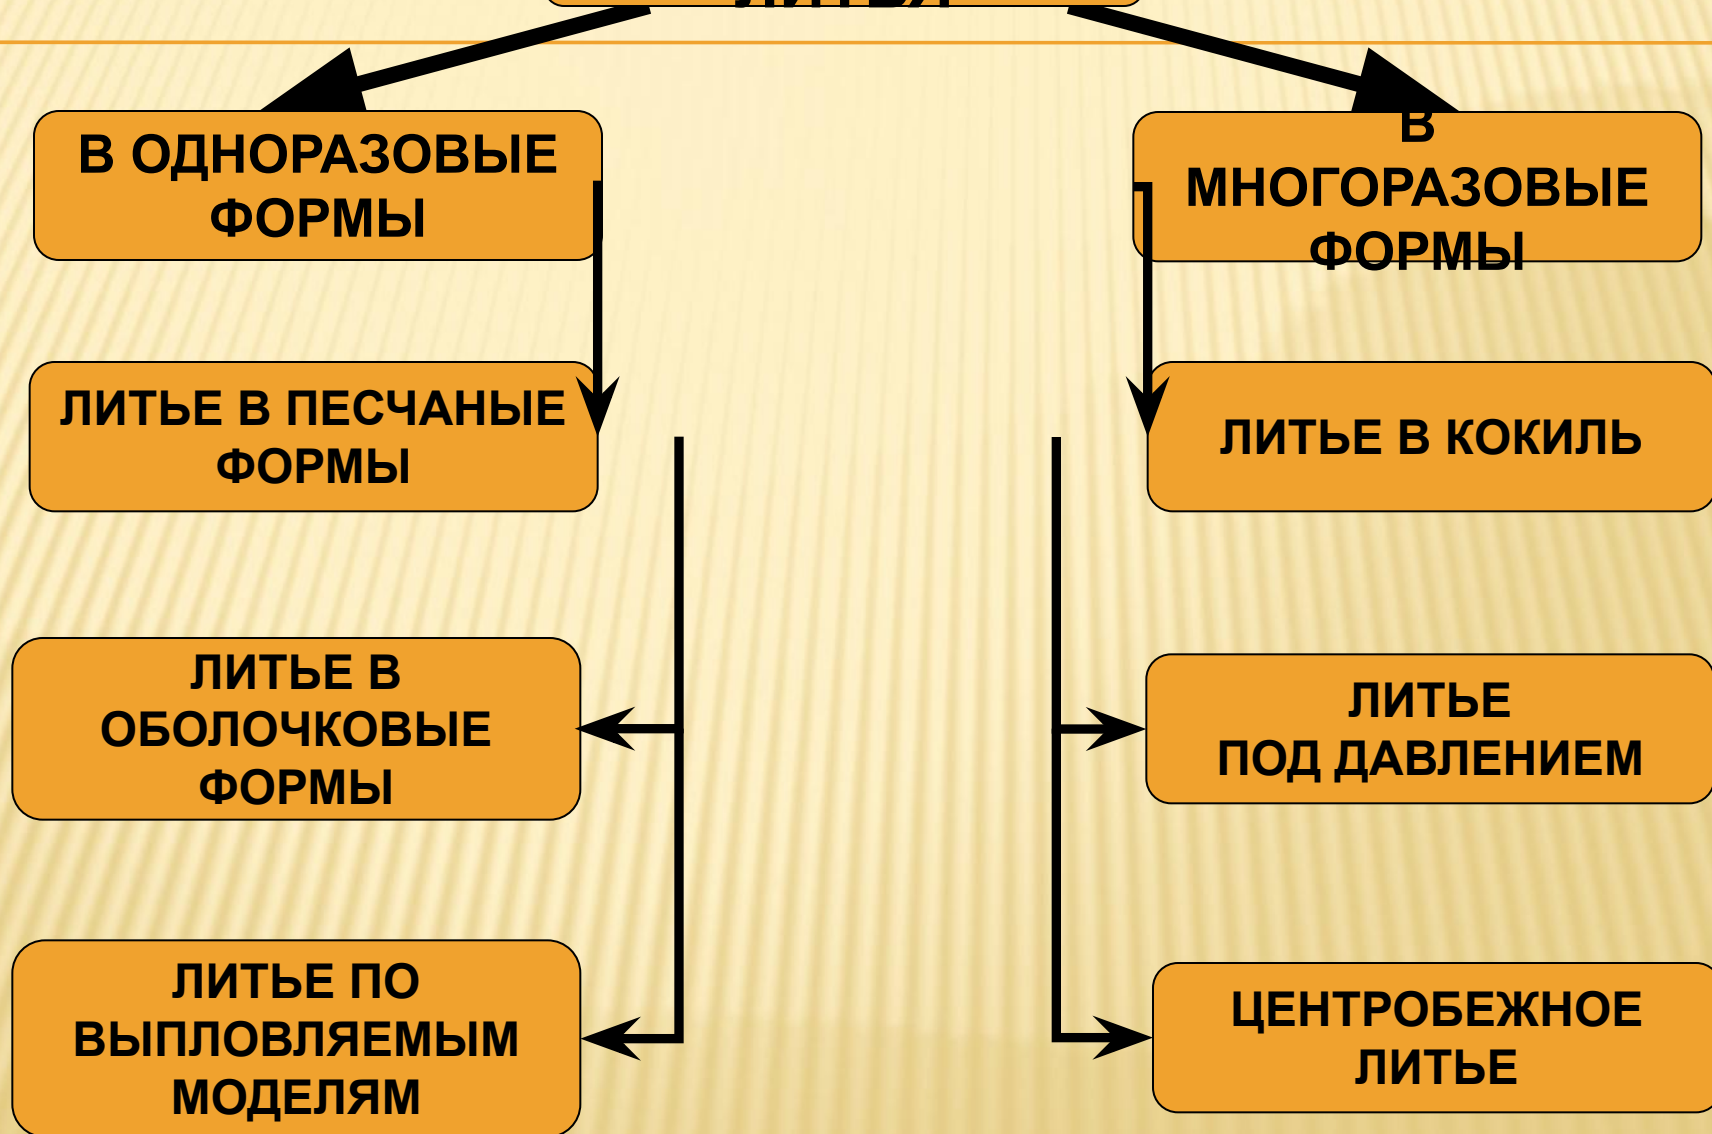 ЛИТЬЯ
В ОДНОРАЗОВЫЕ
ФОРМЫ
В
МНОГОРАЗОВЫЕ
ФОРМЫ
ЛИТЬЕ В ПЕСЧАНЫЕ
ФОРМЫ
ЛИТЬЕ В КОКИЛЬ
ЛИТЬЕ В
ОБОЛОЧКОВЫЕ
ФОРМЫ
ЛИТЬЕ
ПОД ДАВЛЕНИЕМ
ЛИТЬЕ ПО
ВЫПЛОВЛЯЕМЫМ
МОДЕЛЯМ
ЦЕНТРОБЕЖНОЕ
ЛИТЬЕ